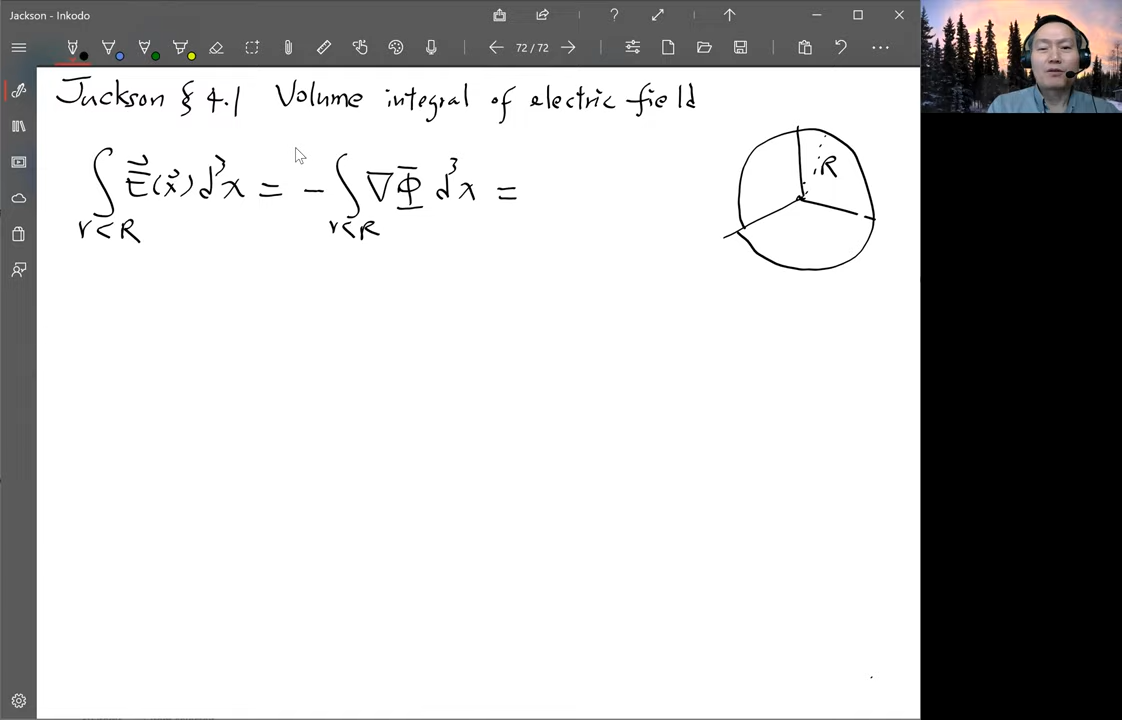 Jackson - Inkodo
72 / 72
Jackson § 4.1 Volume integral of electric field
∫_{r<R} E⃗(x⃗) d³x = - ∫_{r<R} ∇Φ d³x =
R